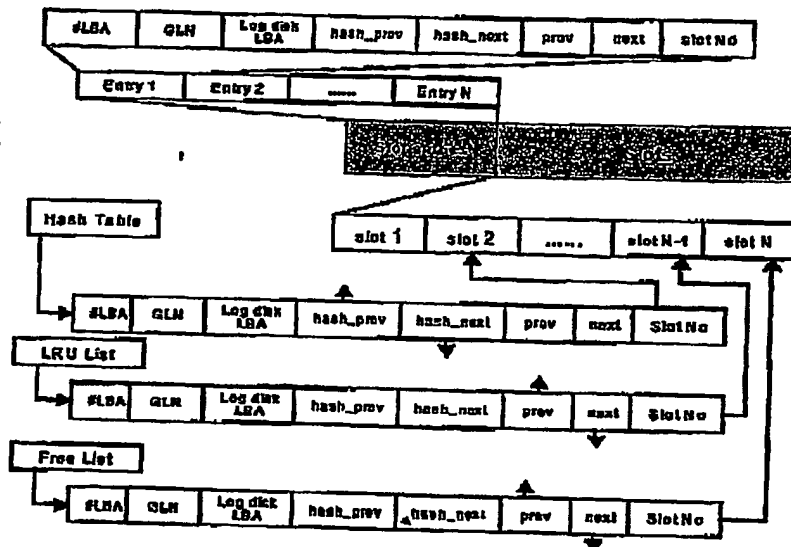 SLBA GLN Log disk LBA hash_prev hash_next prev next Slot No
Entry 1 Entry 2 ...... Entry N
Hash Table
slot 1 slot 2 ...... slot N-1 slot N
SLBA GLN Log disk LBA hash_prev hash_next prev next Slot No
LRU List
SLBA GLN Log disk LBA hash_prev hash_next prev next Slot No
Free List
SLBA GLN Log disk LBA hash_prev hash_next prev next Slot No